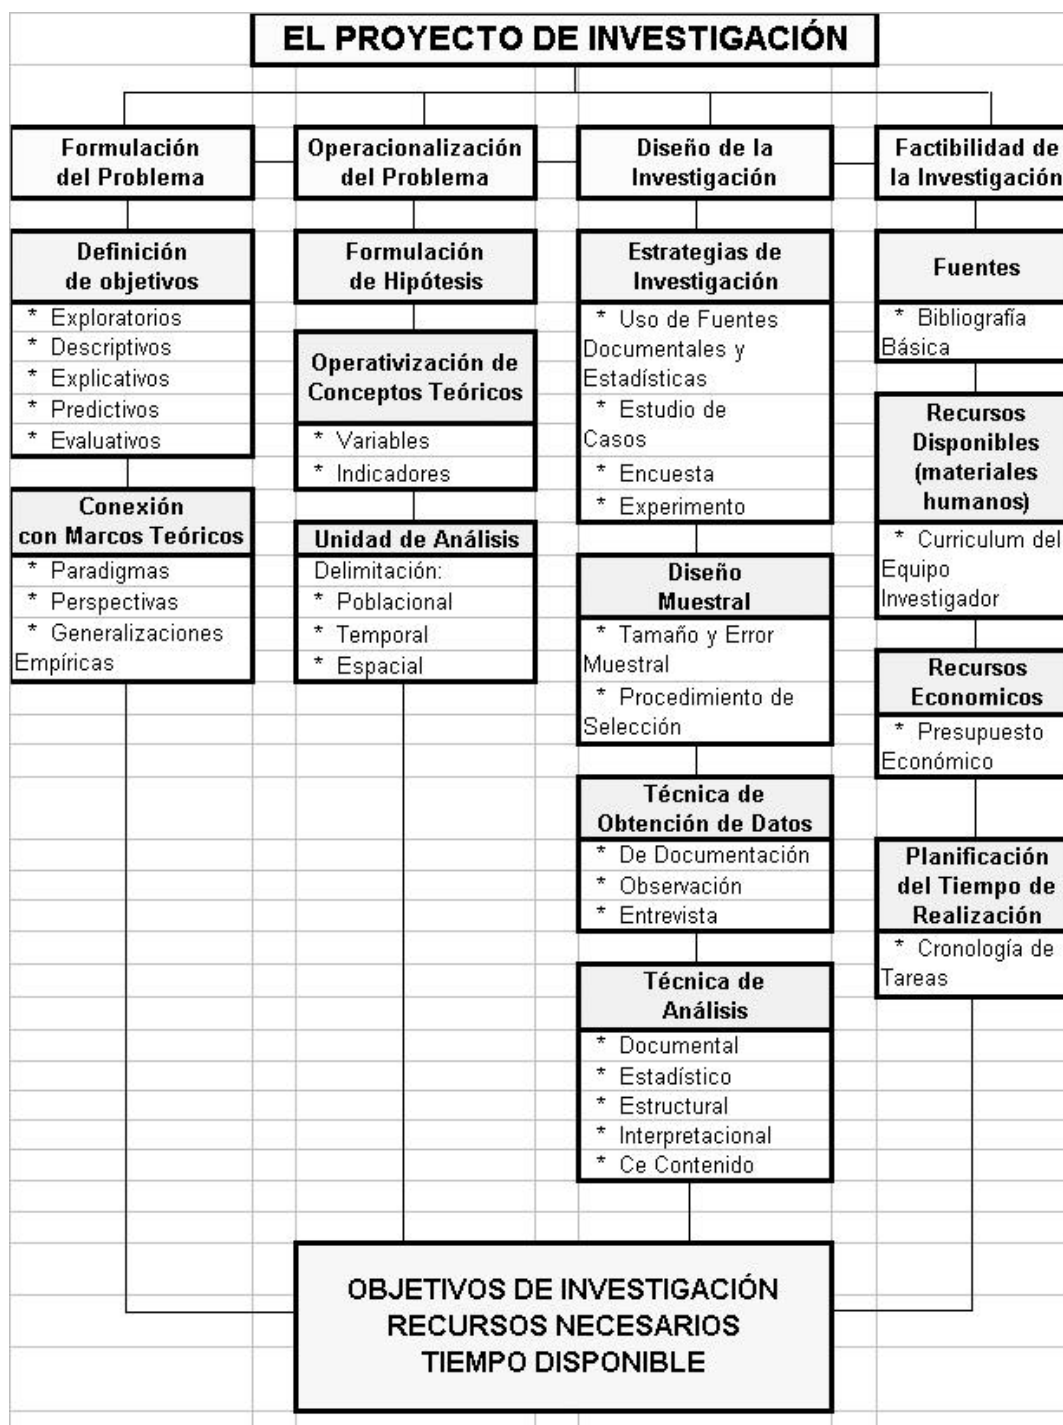 EL PROYECTO DE INVESTIGACIÓN
Formulación
del Problema
Operacionalización
del Problema
Diseño de la
Investigación
Factibilidad de
la Investigación
Definición
de objetivos
* Exploratorios
* Descriptivos
* Explicativos
* Predictivos
* Evaluativos
Conexión
con Marcos Teóricos
* Paradigmas
* Perspectivas
* Generalizaciones
Empíricas
Formulación
de Hipótesis
Operativización de
Conceptos Teóricos
* Variables
* Indicadores
Unidad de Análisis
Delimitación:
* Poblacional
* Temporal
* Espacial
Estrategias de
Investigación
* Uso de Fuentes
Documentales y
Estadísticas
* Estudio de
Casos
* Encuesta
* Experimento
Diseño
Muestral
* Tamaño y Error
Muestral
* Procedimiento de
Selección
Técnica de
Obtención de Datos
* De Documentación
* Observación
* Entrevista
Técnica de
Análisis
* Documental
* Estadístico
* Estructural
* Interpretacional
* Ce Contenido
Fuentes
* Bibliografía
Básica
Recursos
Disponibles
(materiales
humanos)
* Curriculum del
Equipo
Investigador
Recursos
Economicos
* Presupuesto
Económico
Planificación
del Tiempo de
Realización
* Cronología de
Tareas
OBJETIVOS DE INVESTIGACIÓN
RECURSOS NECESARIOS
TIEMPO DISPONIBLE